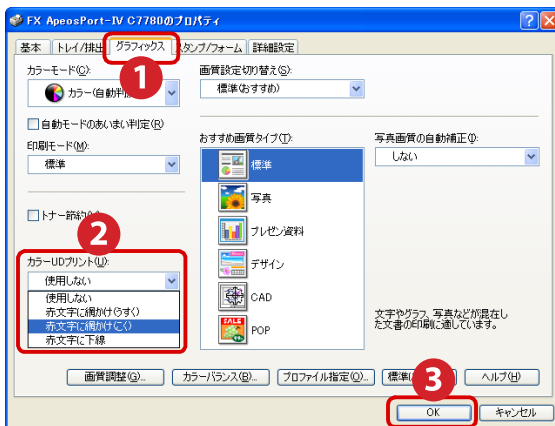 FX ApeosPort-IV C7780のプロパティ
基本 トレイ/排出 グラフィックス スタンプ/フォーム 詳細設定
1
カラーモード(C): 画質設定切り替え(S):
カラー(自動判 標準(おすすめ)
自動モードのあいまい判定(R)
印刷モード(M): おすすめ画質タイプ(T): 写真画質の自動補正(I):
標準 標準 しない
写真
トナー節約
プレゼン資料
2
カラーUDプリント(U): デザイン
使用しない
使用しない CAD
赤文字に網かけ(うすく)
赤文字に網かけ(こく)
赤文字に下線 SALE POP
文字やグラフ、写真などが混在し
た文書の印刷に適しています。
画質調整(G)... カラーバランス(B)... プロファイル指定(O)... 標準( ヘルプ(H)
3
OK キャンセル